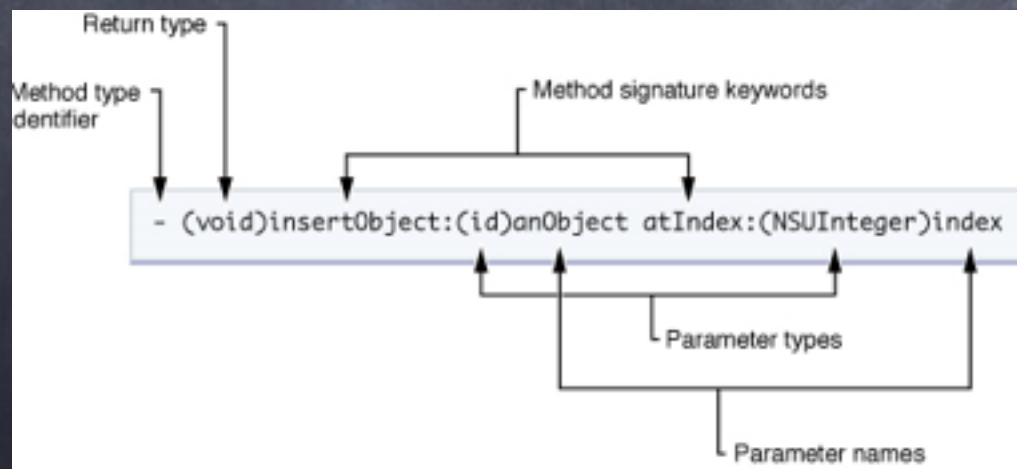 Return type
Method type
dentifier
Method signature keywords
- (void)insertObject:(id)anObject atIndex:(NSUInteger)index
Parameter types
Parameter names